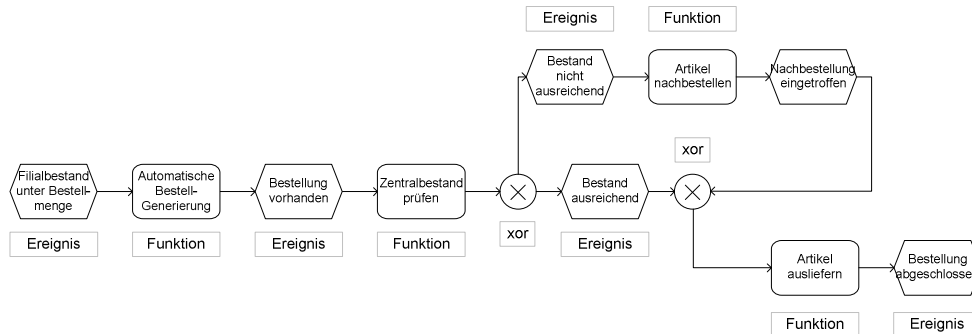 Ereignis
Funktion
Bestand
nicht
ausreichend
Artikel
nachbestellen
Nachbestellung
eingetroffen
xor
Filialbestand
unter Bestell-
menge
Automatische
Bestell-
Generierung
Bestellung
vorhanden
Zentralbestand
prüfen
Bestand
ausreichend
Ereignis
Funktion
Ereignis
Funktion
xor
Ereignis
Artikel
ausliefern
Bestellung
abgeschlosse
Funktion
Ereignis